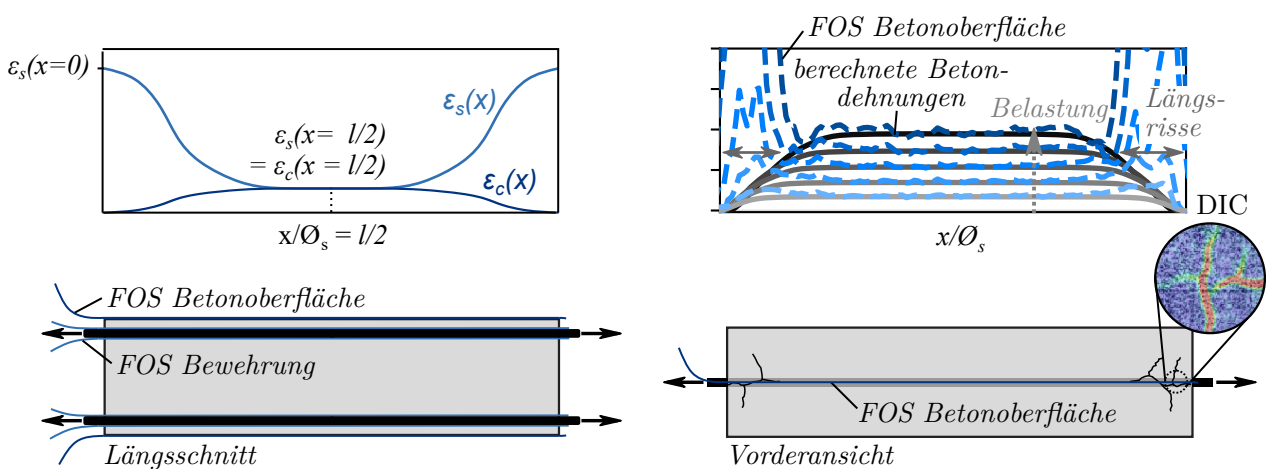 εs(x=0)
εs(x)
εs(x= l/2)
= εc(x = l/2)
εc(x)
x/Øs = l/2
FOS Betonoberfläche
berechnete Beton-
dehnungen
Belastung
Längs-
risse
x/Øs
DIC
FOS Betonoberfläche
FOS Bewehrung
Längsschnitt
FOS Betonoberfläche
Vorderansicht